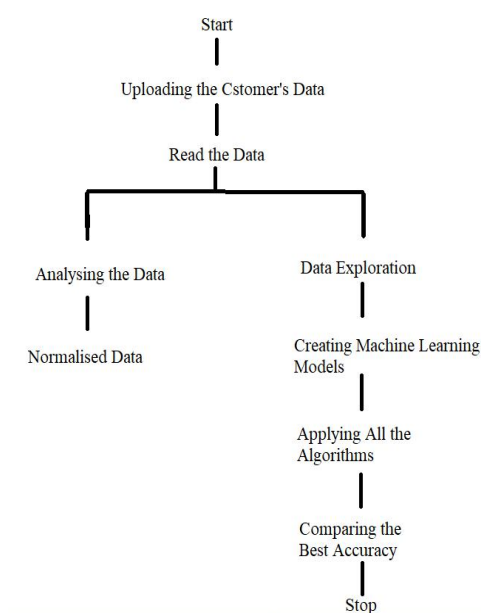 Start
Uploading the Cstomer's Data
Read the Data
Analysing the Data
Normalised Data
Data Exploration
Creating Machine Learning
Models
Applying All the
Algorithms
Comparing the
Best Accuracy
Stop